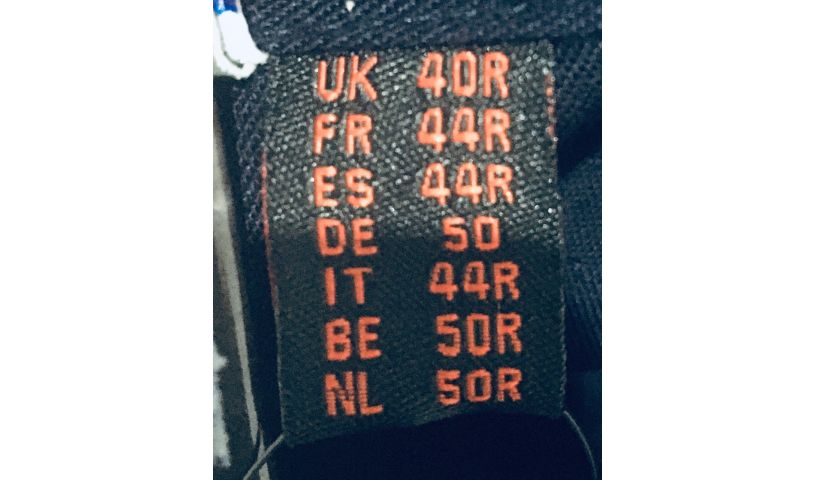 UK 40R
FR 44R
ES 44R
DE 50
IT 44R
BE 50R
NL 50R